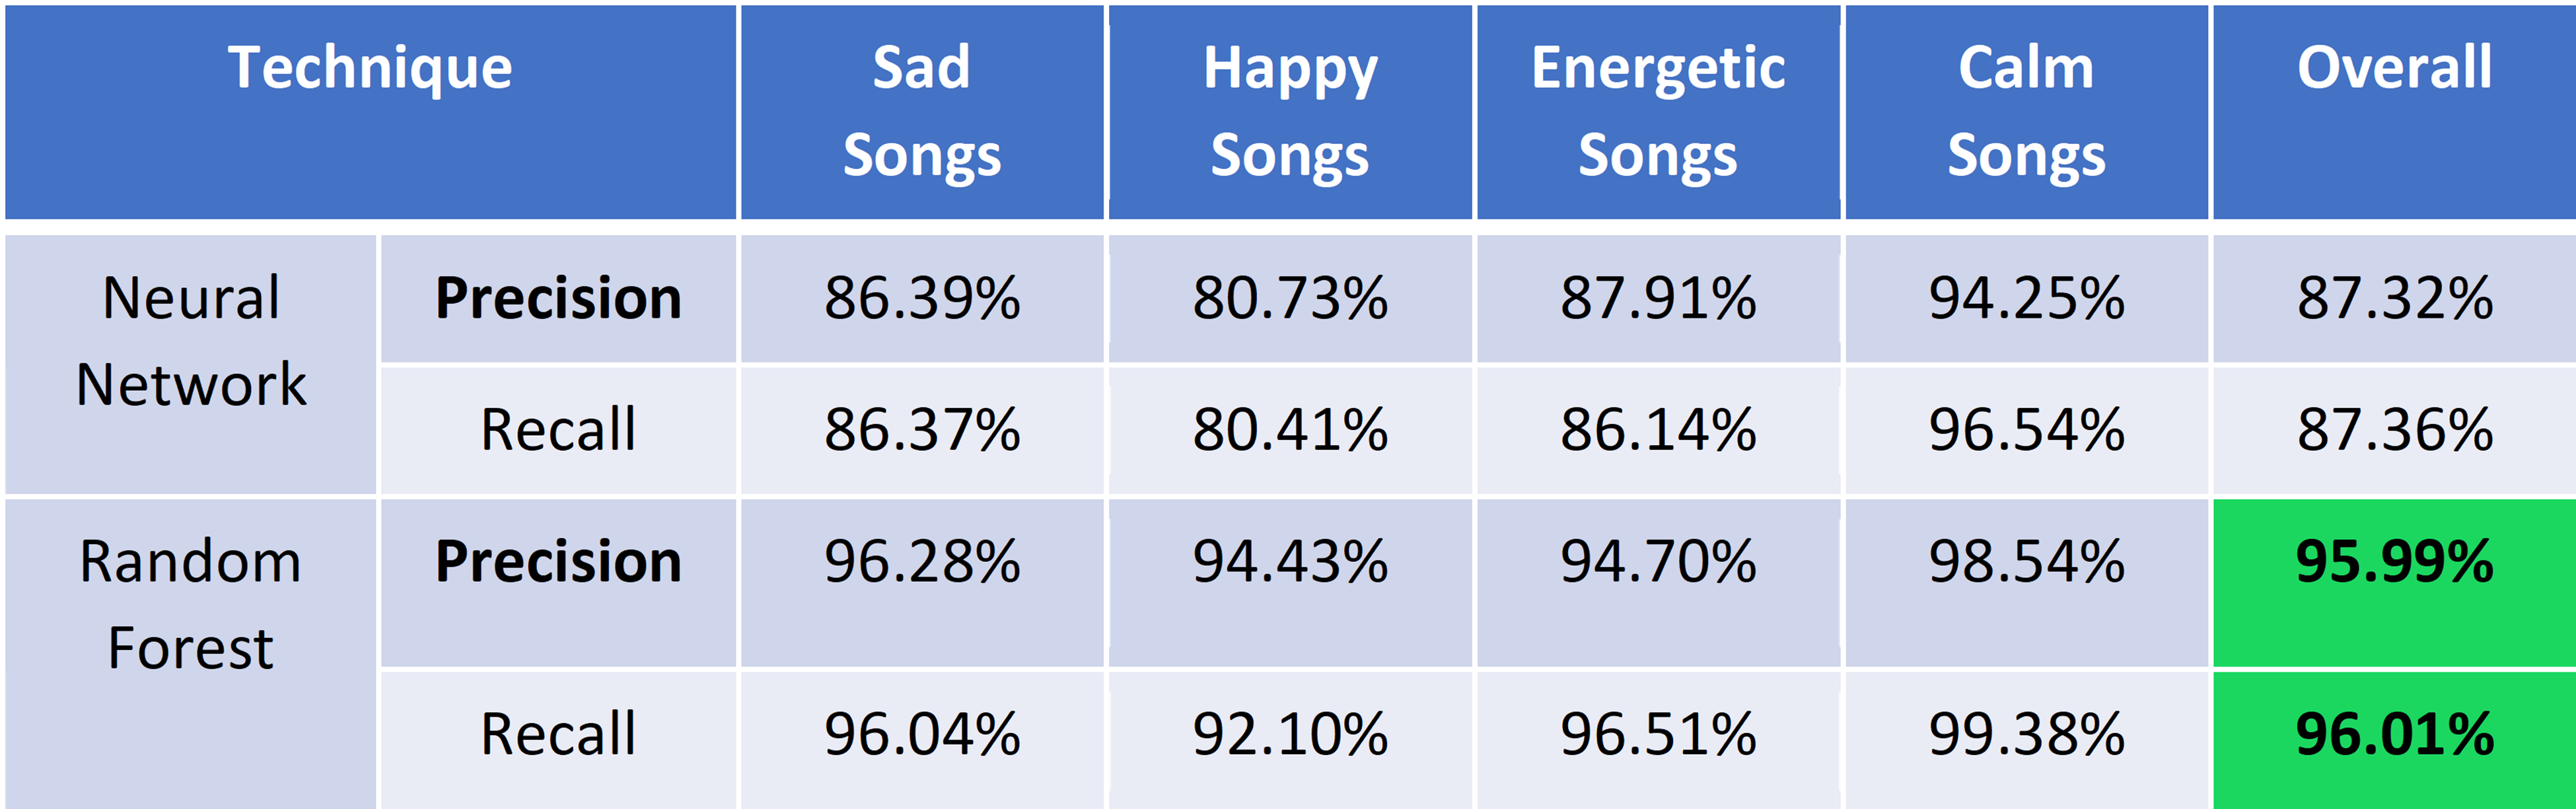 Technique Sad Songs Happy Songs Energetic Songs Calm Songs Overall
Neural Network Precision 86.39% 80.73% 87.91% 94.25% 87.32%
Recall 86.37% 80.41% 86.14% 96.54% 87.36%
Random Forest Precision 96.28% 94.43% 94.70% 98.54% 95.99%
Recall 96.04% 92.10% 96.51% 99.38% 96.01%